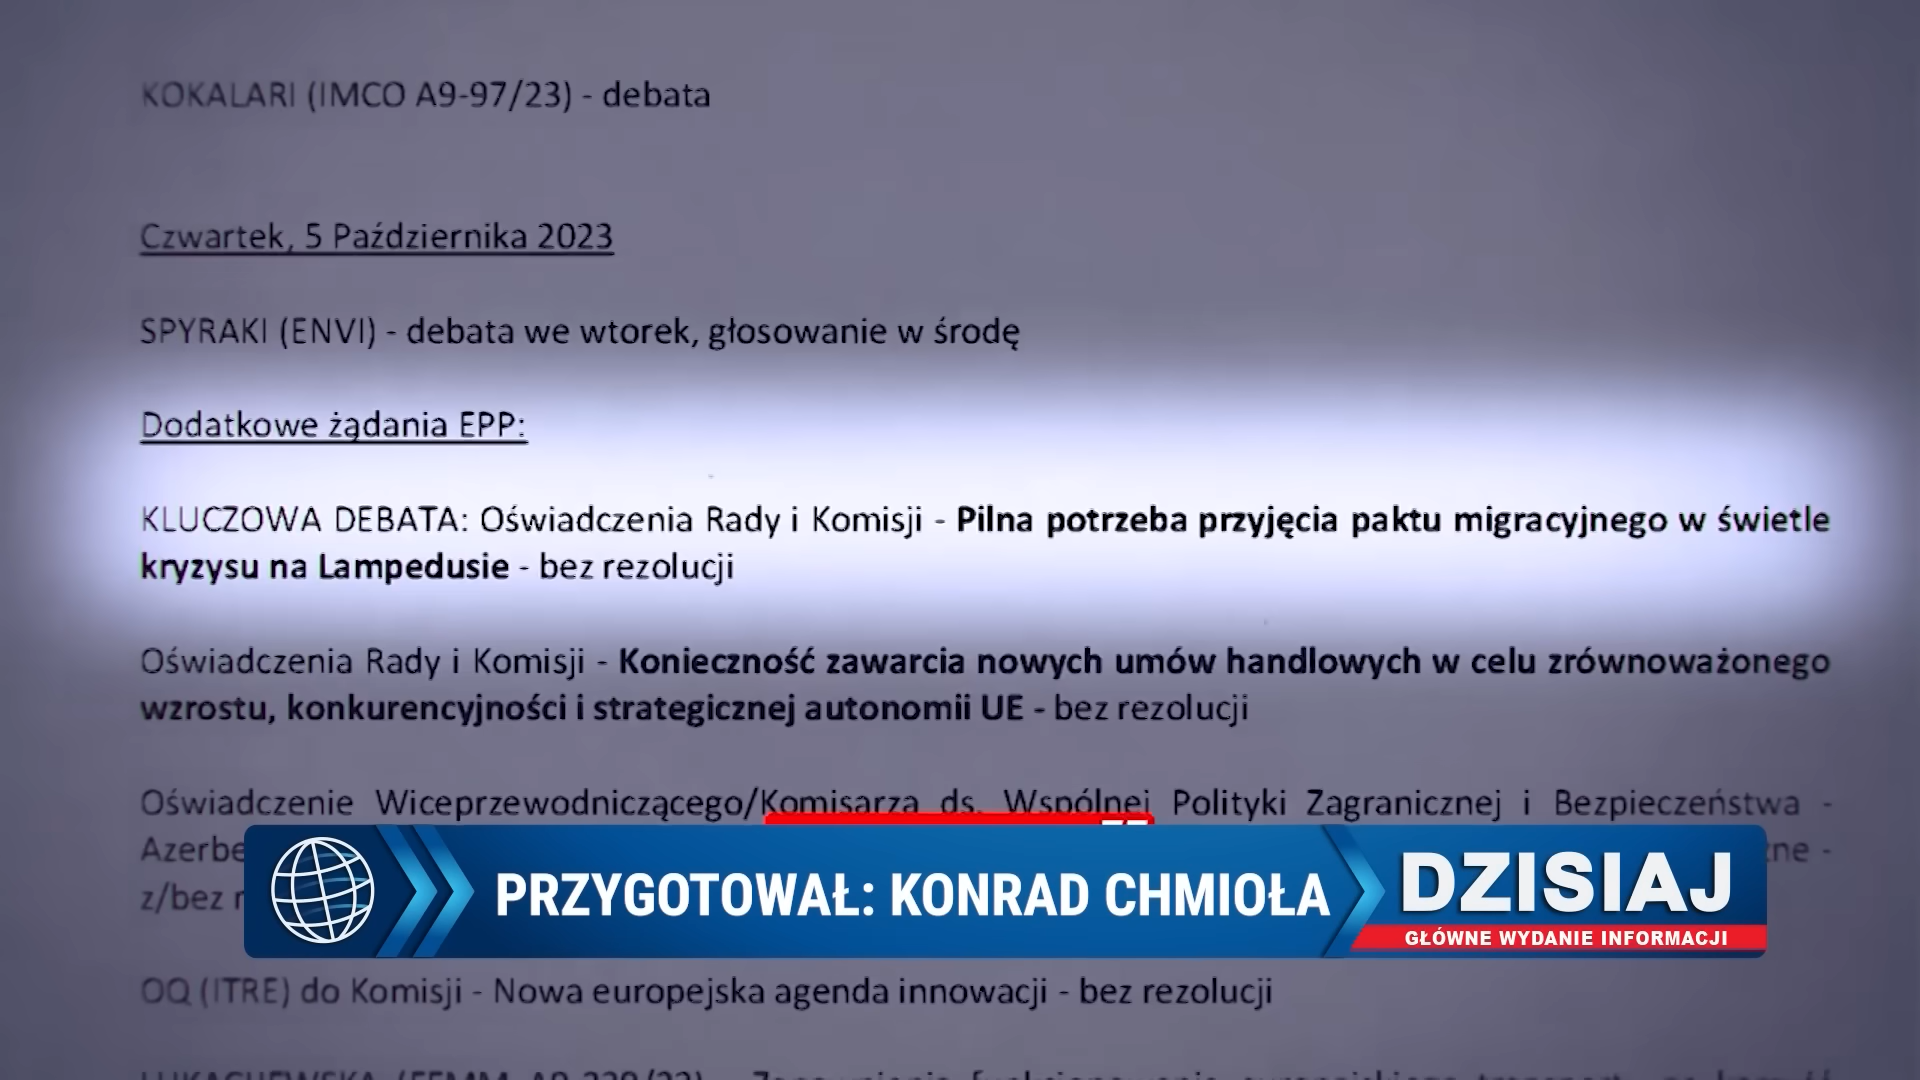 KOKALARI (IMCO A9-97/23) - debata
Czwartek, 5 Października 2023
SPYRAKI (ENVI) - debata we wtorek, głosowanie w środę
Dodatkowe żądania EPP:
KLUCZOWA DEBATA: Oświadczenia Rady i Komisji - Pilna potrzeba przyjęcia paktu migracyjnego w świetle
kryzysu na Lampedusie - bez rezolucji
Oświadczenia Rady i Komisji - Konieczność zawarcia nowych umów handlowych w celu zrównoważonego
wzrostu, konkurencyjności i strategicznej autonomii UE - bez rezolucji
Oświadczenie Wiceprzewodniczącego/Komisarza ds. Wspólnej Polityki Zagranicznej i Bezpieczeństwa -
z/bez
PRZYGOTOWAŁ: KONRAD CHMIOŁA
DZISIAJ
GŁÓWNE WYDANIE INFORMACJI
OQ (ITRE) do Komisji - Nowa europejska agenda innowacji - bez rezolucji